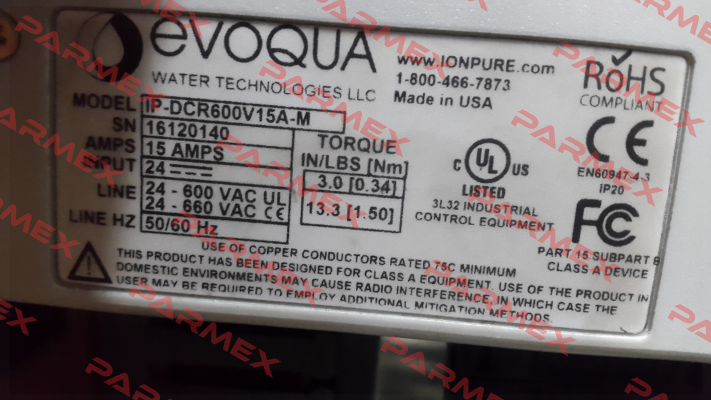 evoQUA
WATER TECHNOLOGIES LLC
www.IONPURE.com
1-800-466-7873
Made in USA
RoHS
COMPLIANT
MODEL IP-DCR600V15A-M
SN 16120140
AMPS 15 AMPS
INPUT 24
LINE 24 - 600 VAC UL
24 - 660 VAC CE
LINE HZ 50/60 Hz
TORQUE
IN/LBS [Nm]
3.0 [0.34]
13.3 [1.50]
C UL US
LISTED
3L32 INDUSTRIAL
CONTROL EQUIPMENT
CE
EN60947-4-3
IP20
FCC
PART 15 SUBPART B
CLASS A DEVICE
USE OF COPPER CONDUCTORS RATED 75C MINIMUM
THIS PRODUCT HAS BEEN DESIGNED FOR CLASS A EQUIPMENT. USE OF THE PRODUCT IN
DOMESTIC ENVIRONMENTS MAY CAUSE RADIO INTERFERENCE, IN WHICH CASE THE
USER MAY BE REQUIRED TO EMPLOY ADDITIONAL MITIGATION METHODS.
PARMEX